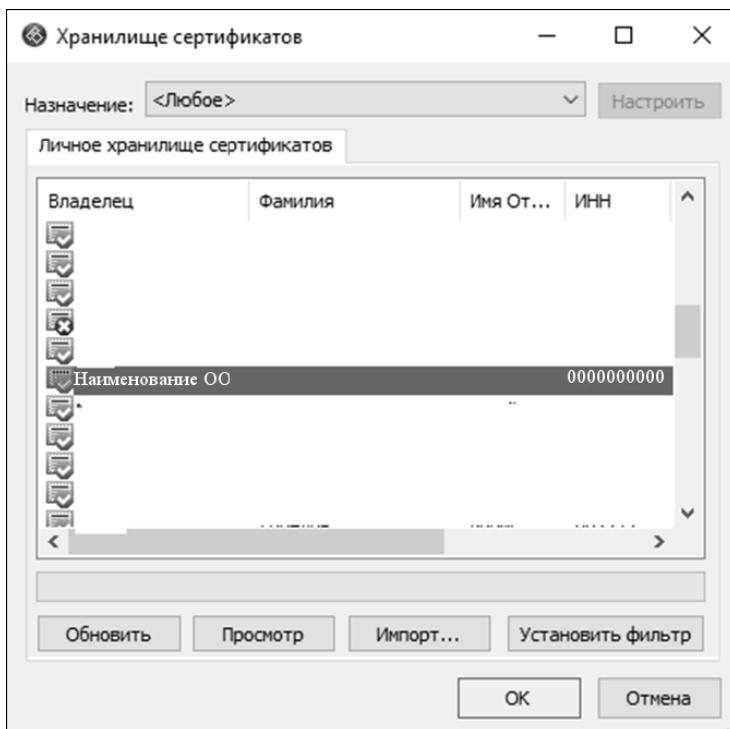 Хранилище сертификатов
Назначение: <Любое> Настроить
Личное хранилище сертификатов
Владелец Фамилия Имя От... ИНН
Наименование ОО 0000000000
Обновить Просмотр Импорт... Установить фильтр
ОК Отмена